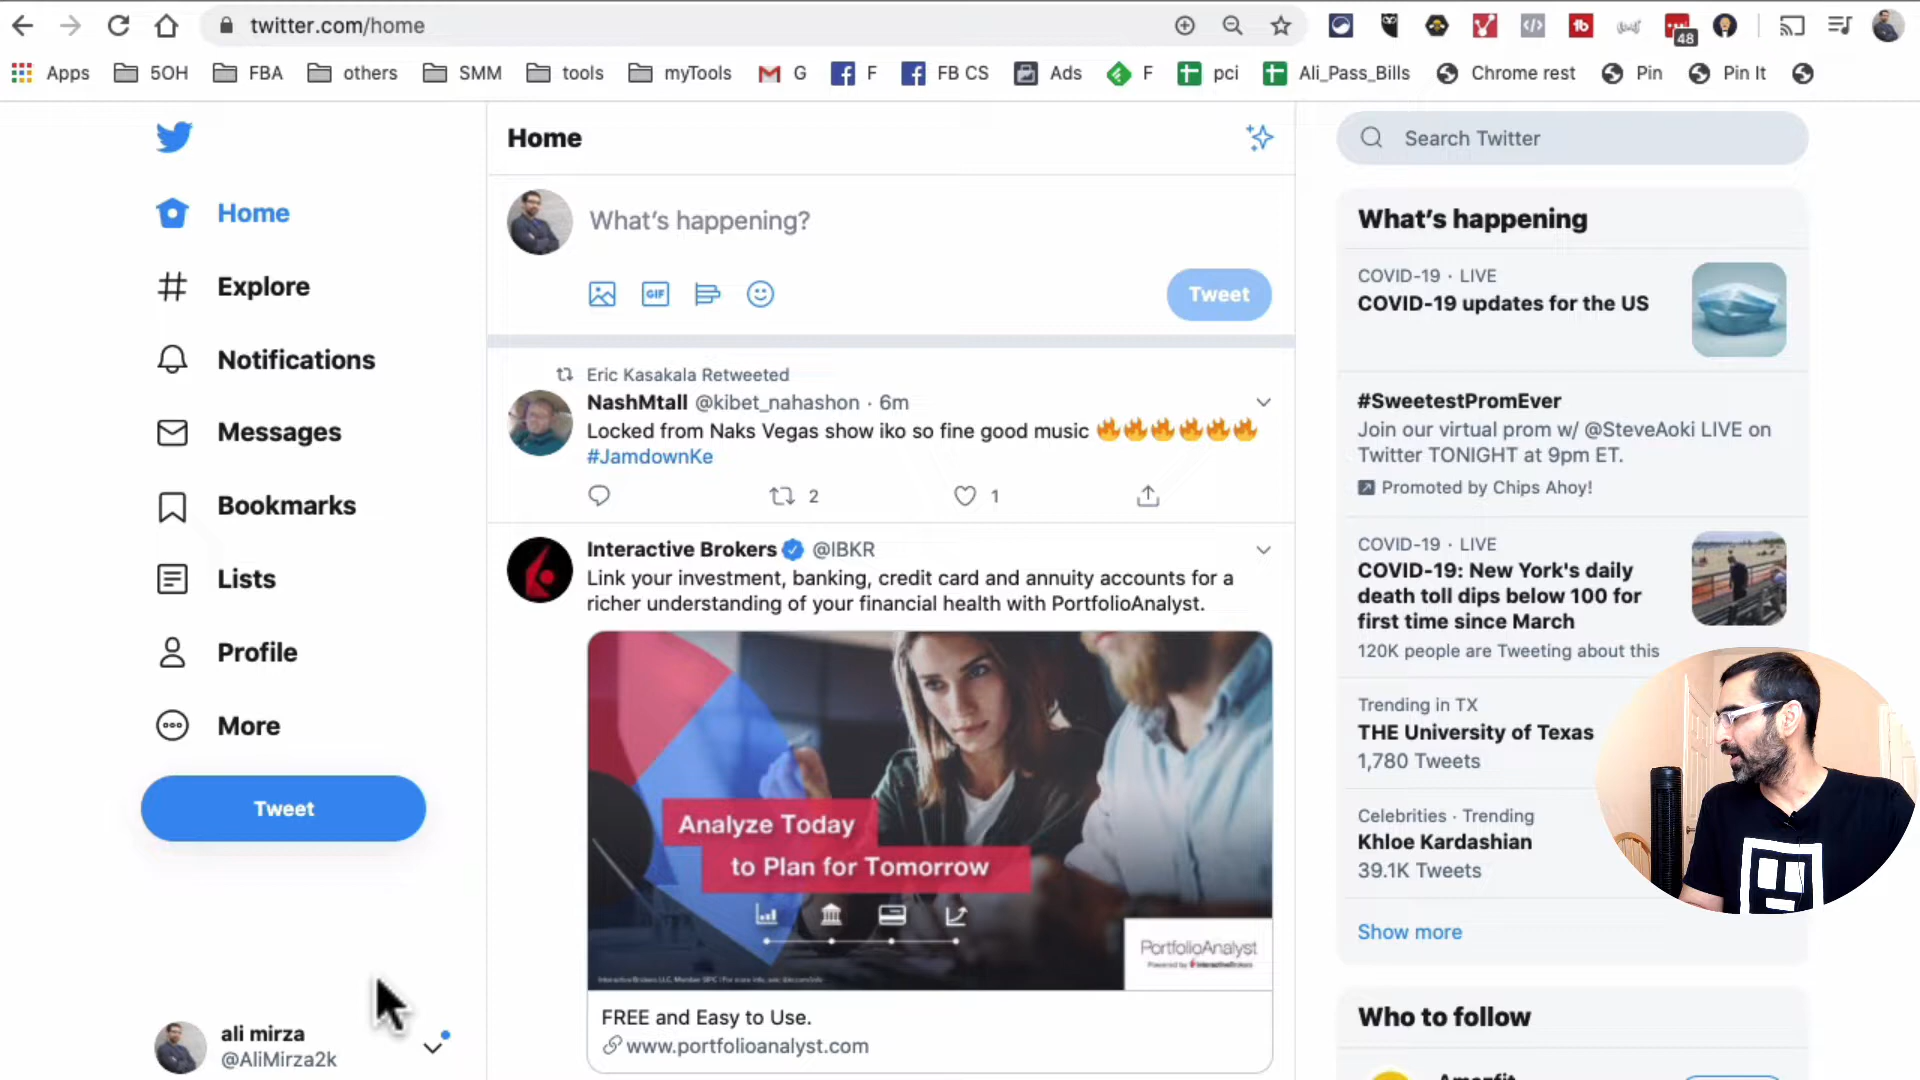 twitter.com/home
48
Apps
5OH
FBA
others
SMM
tools
myTools
G
F
FB CS
Ads
F
pci
Ali_Pass_Bills
Chrome rest
Pin
Pin It
Home
Explore
Notifications
Messages
Bookmarks
Lists
Profile
More
Tweet
ali mirza
@AliMirza2k
Home
What's happening?
GIF
Tweet
Eric Kasakala Retweeted
NashMtall @kibet_nahashon · 6m
Locked from Naks Vegas show iko so fine good music 🔥🔥🔥🔥🔥🔥
#JamdownKe
2
1
Interactive Brokers @IBKR
Link your investment, banking, credit card and annuity accounts for a
richer understanding of your financial health with PortfolioAnalyst.
Analyze Today
to Plan for Tomorrow
PortfolioAnalyst
Powered by InteractiveBrokers
FREE and Easy to Use.
www.portfolioanalyst.com
Search Twitter
What's happening
COVID-19 · LIVE
COVID-19 updates for the US
#SweetestPromEver
Join our virtual prom w/ @SteveAoki LIVE on
Twitter TONIGHT at 9pm ET.
Promoted by Chips Ahoy!
COVID-19 · LIVE
COVID-19: New York's daily
death toll dips below 100 for
first time since March
120K people are Tweeting about this
Trending in TX
THE University of Texas
1,780 Tweets
Celebrities · Trending
Khloe Kardashian
39.1K Tweets
Show more
Who to follow
Amazfit